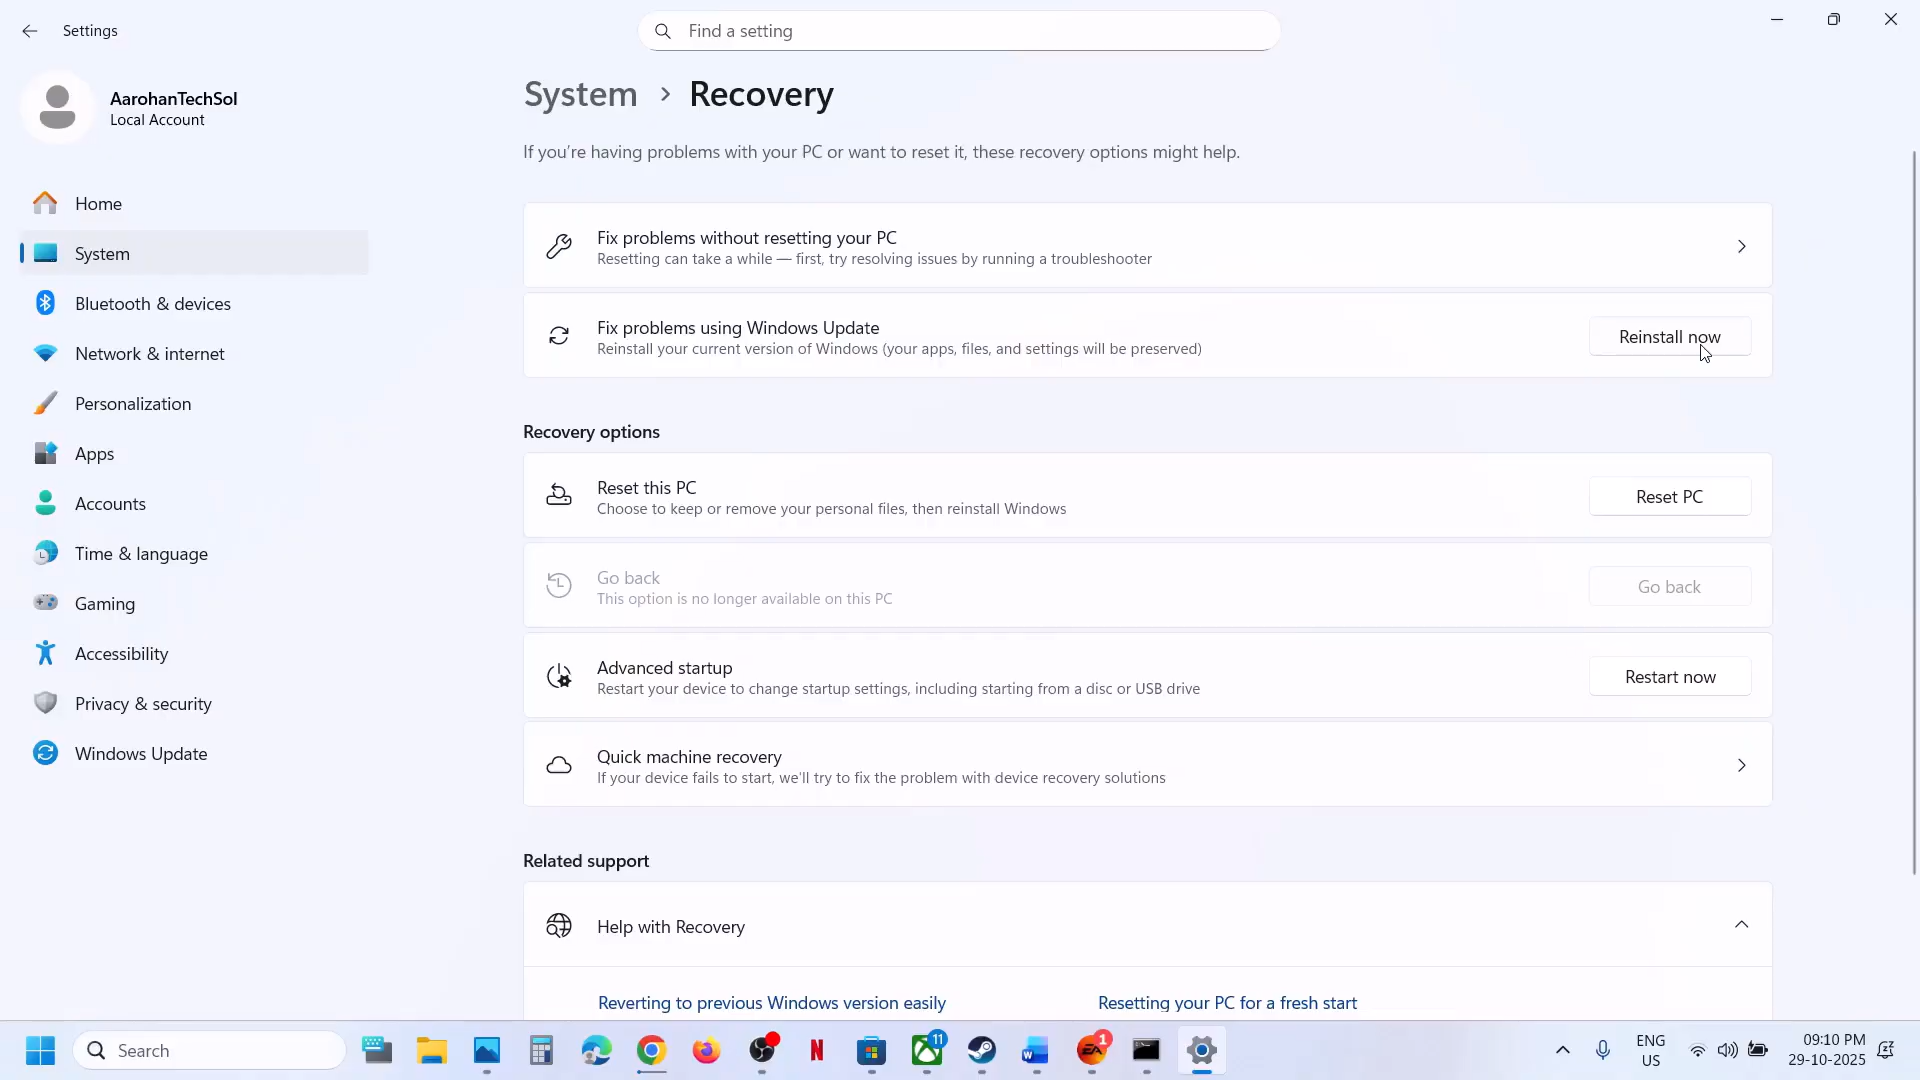 Settings
Find a setting
AarohanTechSol
Local Account
Home
System
Bluetooth & devices
Network & internet
Personalization
Apps
Accounts
Time & language
Gaming
Accessibility
Privacy & security
Windows Update
System > Recovery
If you're having problems with your PC or want to reset it, these recovery options might help.
Fix problems without resetting your PC
Resetting can take a while — first, try resolving issues by running a troubleshooter
Fix problems using Windows Update
Reinstall your current version of Windows (your apps, files, and settings will be preserved)
Reinstall now
Recovery options
Reset this PC
Choose to keep or remove your personal files, then reinstall Windows
Reset PC
Go back
This option is no longer available on this PC
Go back
Advanced startup
Restart your device to change startup settings, including starting from a disc or USB drive
Restart now
Quick machine recovery
If your device fails to start, we'll try to fix the problem with device recovery solutions
Related support
Help with Recovery
Reverting to previous Windows version easily
Resetting your PC for a fresh start
Search
N
11
W
EA
1
ENG
US
09:10 PM
29-10-2025